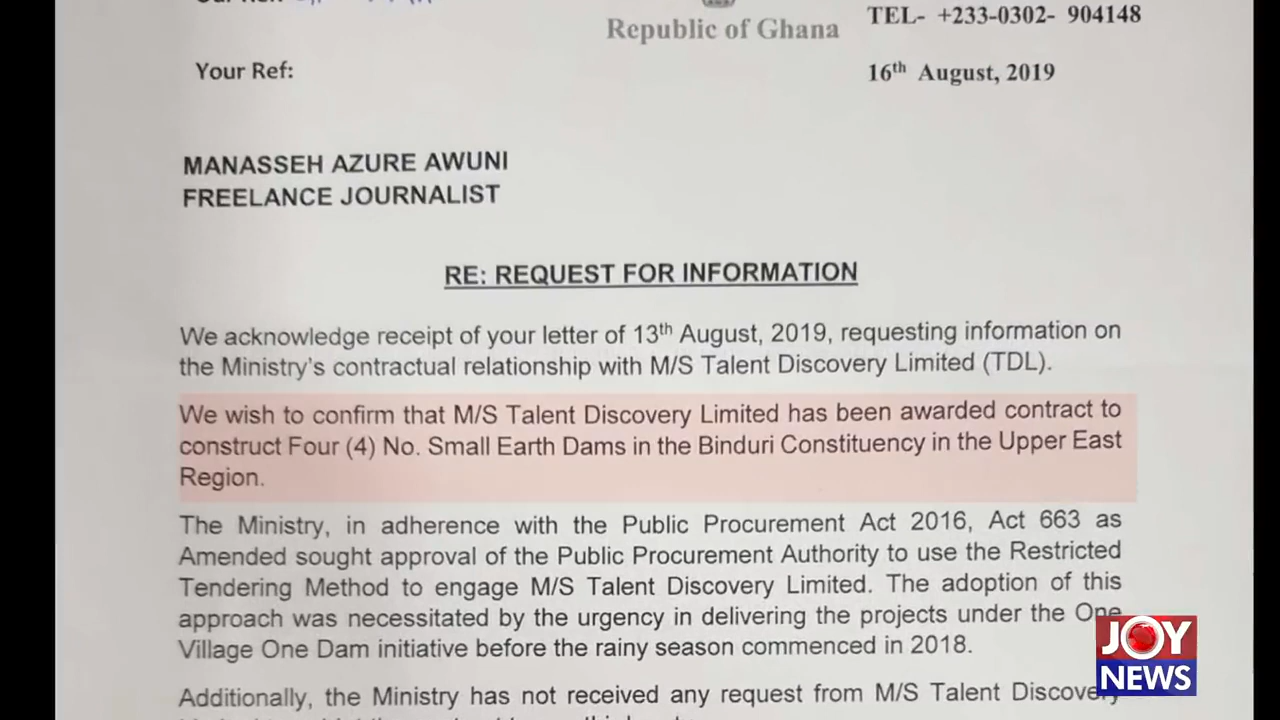 Republic of Ghana
TEL- +233-0302- 904148
Your Ref:
16th August, 2019
MANASSEH AZURE AWUNI
FREELANCE JOURNALIST
RE: REQUEST FOR INFORMATION
We acknowledge receipt of your letter of 13th August, 2019, requesting information on
the Ministry's contractual relationship with M/S Talent Discovery Limited (TDL).
We wish to confirm that M/S Talent Discovery Limited has been awarded contract to
construct Four (4) No. Small Earth Dams in the Binduri Constituency in the Upper East
Region.
The Ministry, in adherence with the Public Procurement Act 2016, Act 663 as
Amended sought approval of the Public Procurement Authority to use the Restricted
Tendering Method to engage M/S Talent Discovery Limited. The adoption of this
approach was necessitated by the urgency in delivering the projects under the One
Village One Dam initiative before the rainy season commenced in 2018.
Additionally, the Ministry has not received any request from M/S Talent Discovery
JOY
NEWS